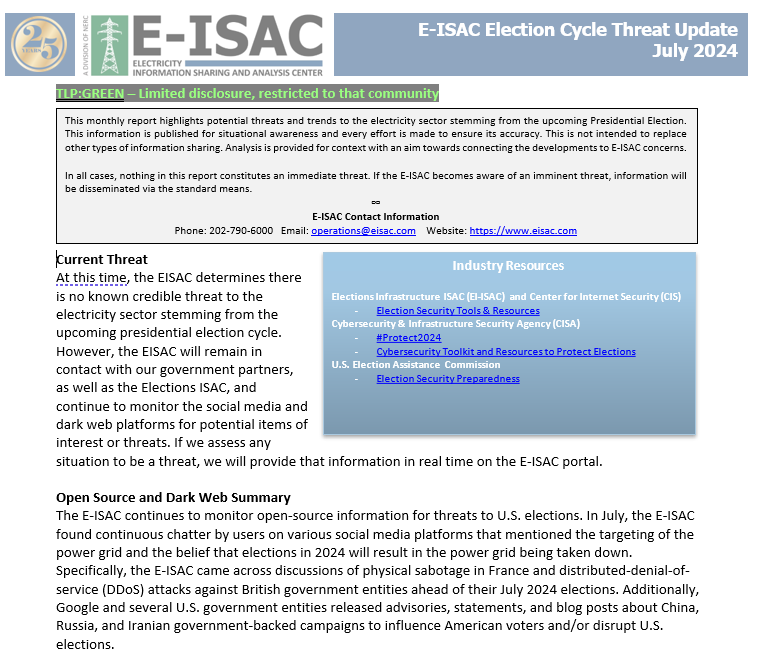 25
YEARS
A DIVISION OF NERC
E-ISAC
ELECTRICITY
INFORMATION SHARING AND ANALYSIS CENTER
E-ISAC Election Cycle Threat Update
July 2024
TLP:GREEN – Limited disclosure, restricted to that community
This monthly report highlights potential threats and trends to the electricity sector stemming from the upcoming Presidential Election.
This information is published for situational awareness and every effort is made to ensure its accuracy. This is not intended to replace
other types of information sharing. Analysis is provided for context with an aim towards connecting the developments to E-ISAC concerns.
In all cases, nothing in this report constitutes an immediate threat. If the E-ISAC becomes aware of an imminent threat, information will
be disseminated via the standard means.
E-ISAC Contact Information
Phone: 202-790-6000 Email: operations@eisac.com Website: https://www.eisac.com
Current Threat
At this time, the EISAC determines there
is no known credible threat to the
electricity sector stemming from the
upcoming presidential election cycle.
However, the EISAC will remain in
contact with our government partners,
as well as the Elections ISAC, and
continue to monitor the social media and
dark web platforms for potential items of
interest or threats. If we assess any
situation to be a threat, we will provide that information in real time on the E-ISAC portal.
Industry Resources
Elections Infrastructure ISAC (EI-ISAC) and Center for Internet Security (CIS)
- Election Security Tools & Resources
Cybersecurity & Infrastructure Security Agency (CISA)
- #Protect2024
- Cybersecurity Toolkit and Resources to Protect Elections
U.S. Election Assistance Commission
- Election Security Preparedness
Open Source and Dark Web Summary
The E-ISAC continues to monitor open-source information for threats to U.S. elections. In July, the E-ISAC
found continuous chatter by users on various social media platforms that mentioned the targeting of the
power grid and the belief that elections in 2024 will result in the power grid being taken down.
Specifically, the E-ISAC came across discussions of physical sabotage in France and distributed-denial-of-
service (DDoS) attacks against British government entities ahead of their July 2024 elections. Additionally,
Google and several U.S. government entities released advisories, statements, and blog posts about China,
Russia, and Iranian government-backed campaigns to influence American voters and/or disrupt U.S.
elections.